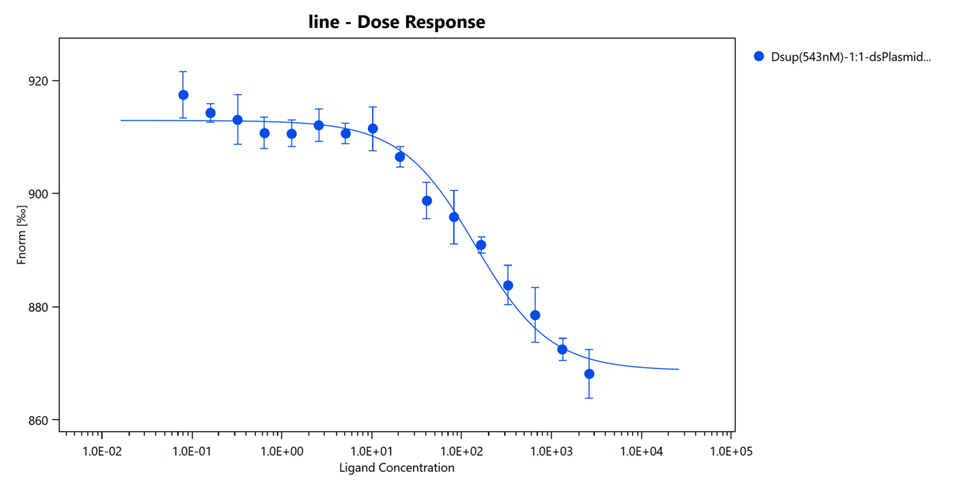 line - Dose Response
Dsup(543nM)-1:1-dsPlasmid...
920
900
880
860
Fnorm [‰]
1.0E-02 1.0E-01 1.0E+00 1.0E+01 1.0E+02 1.0E+03 1.0E+04 1.0E+05
Ligand Concentration